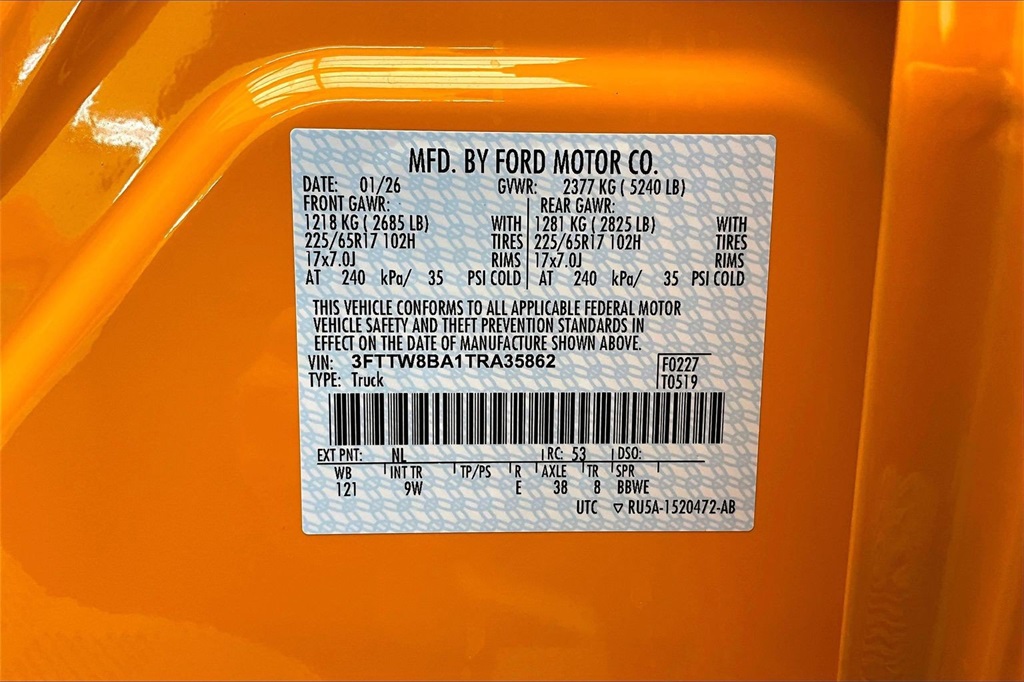 MFD. BY FORD MOTOR CO.
DATE: 01/26 GVWR: 2377 KG ( 5240 LB)
FRONT GAWR: REAR GAWR:
1218 KG ( 2685 LB) WITH 1281 KG ( 2825 LB) WITH
225/65R17 102H TIRES 225/65R17 102H TIRES
17x7.0J RIMS 17x7.0J RIMS
AT 240 kPa/ 35 PSI COLD AT 240 kPa/ 35 PSI COLD
THIS VEHICLE CONFORMS TO ALL APPLICABLE FEDERAL MOTOR
VEHICLE SAFETY AND THEFT PREVENTION STANDARDS IN
EFFECT ON THE DATE OF MANUFACTURE SHOWN ABOVE.
VIN: 3FTTW8BA1TRA35862 F0227
TYPE: Truck T0519
EXT PNT: NL RC: 53 DSO:
WB INT TR TP/PS R AXLE TR SPR
121 9W E 38 8 BBWE
UTC ▽ RU5A-1520472-AB